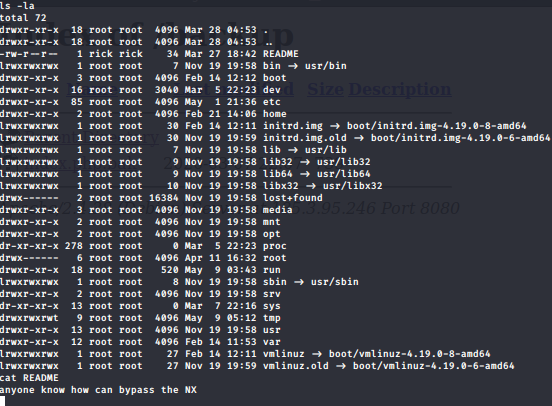 ls -la
total 72
drwxr-xr-x  18 root root  4096 Mar 28 04:53 .
drwxr-xr-x  18 root root  4096 Mar 28 04:53 ..
-rw-r--r--   1 rick rick    34 Mar 27 18:42 README
lrwxrwxrwx   1 root root     7 Nov 19 19:58 bin → usr/bin
drwxr-xr-x   3 root root  4096 Feb 14 12:12 boot
drwxr-xr-x  16 root root  3040 Mar  5 22:23 dev
drwxr-xr-x  85 root root  4096 May  1 21:36 etc
drwxr-xr-x   2 root root  4096 Feb 21 14:06 home
lrwxrwxrwx   1 root root    30 Feb 14 12:11 initrd.img → boot/initrd.img-4.19.0-8-amd64
lrwxrwxrwx   1 root root    30 Nov 19 19:59 initrd.img.old → boot/initrd.img-4.19.0-6-amd64
lrwxrwxrwx   1 root root     7 Nov 19 19:58 lib → usr/lib
lrwxrwxrwx   1 root root     9 Nov 19 19:58 lib32 → usr/lib32
lrwxrwxrwx   1 root root     9 Nov 19 19:58 lib64 → usr/lib64
lrwxrwxrwx   1 root root    10 Nov 19 19:58 libx32 → usr/libx32
drwx------   2 root root 16384 Nov 19 19:58 lost+found
drwxr-xr-x   3 root root  4096 Nov 19 19:58 media
drwxr-xr-x   2 root root  4096 Nov 19 19:58 mnt
drwxr-xr-x   2 root root  4096 Nov 19 19:58 opt
dr-xr-xr-x 278 root root     0 Mar  5 22:23 proc
drwx------   6 root root  4096 Apr 11 16:32 root
drwxr-xr-x  18 root root   520 May  9 03:43 run
lrwxrwxrwx   1 root root     8 Nov 19 19:58 sbin → usr/sbin
drwxr-xr-x   2 root root  4096 Nov 19 19:58 srv
dr-xr-xr-x  13 root root     0 Mar  7 22:16 sys
drwxrwxrwt   9 root root  4096 May  9 05:12 tmp
drwxr-xr-x  13 root root  4096 Nov 19 19:58 usr
drwxr-xr-x  12 root root  4096 Feb 14 11:53 var
lrwxrwxrwx   1 root root    27 Feb 14 12:11 vmlinuz → boot/vmlinuz-4.19.0-8-amd64
lrwxrwxrwx   1 root root    27 Nov 19 19:59 vmlinuz.old → boot/vmlinuz-4.19.0-6-amd64
cat README
anyone know how can bypass the NX
Size Description
5.3.95.246 Port 8080